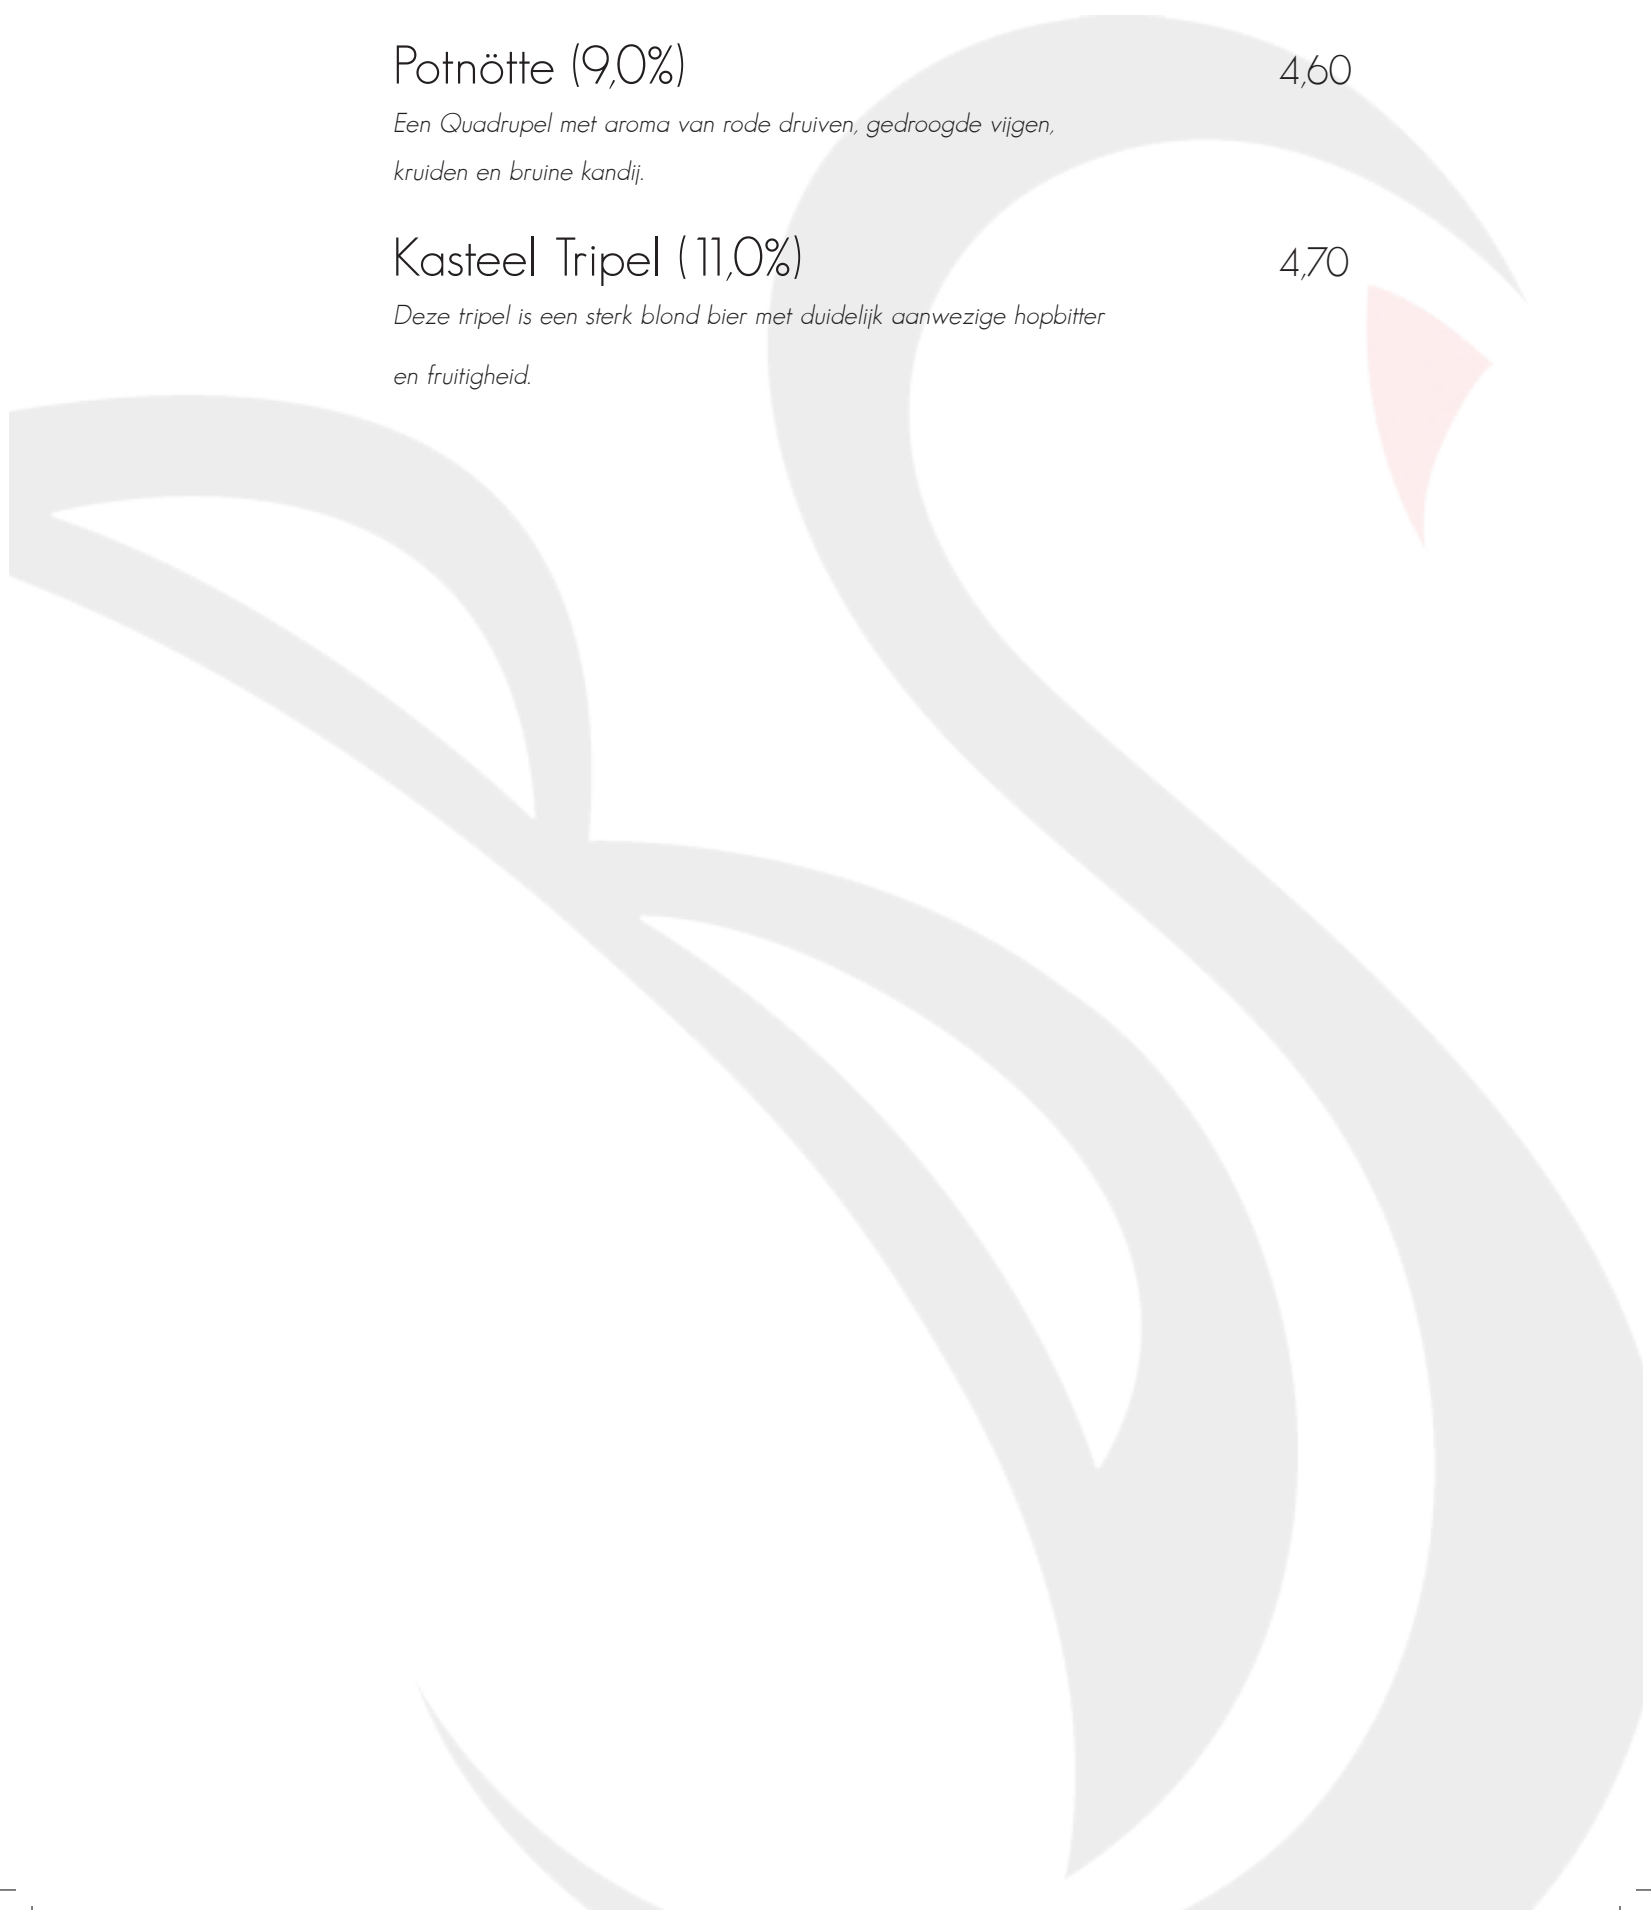 Potnötte (9,0%) 4,60
Een Quadrupel met aroma van rode druiven, gedroogde vijgen,
kruiden en bruine kandij.
Kasteel Tripel (11,0%) 4,70
Deze tripel is een sterk blond bier met duidelijk aanwezige hopbitter
en fruitigheid.